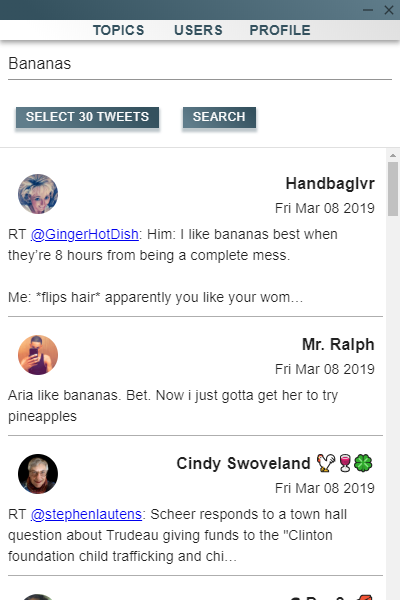 TOPICS USERS PROFILE
Bananas
SELECT 30 TWEETS SEARCH
Handbaglvr
Fri Mar 08 2019
RT @GingerHotDish: Him: I like bananas best when
they’re 8 hours from being a complete mess.
Me: *flips hair* apparently you like your wom…
Mr. Ralph
Fri Mar 08 2019
Aria like bananas. Bet. Now i just gotta get her to try
pineapples
Cindy Swoveland 🐓🍷🍀
Fri Mar 08 2019
RT @stephenlautens: Scheer responds to a town hall
question about Trudeau giving funds to the "Clinton
foundation child trafficking and chi…